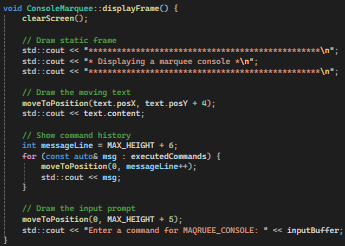 void ConsoleMarquee::displayFrame() {
clearScreen();
// Draw static frame
std::cout << "************************************************\n";
std::cout << "* Displaying a marquee console *\n";
std::cout << "************************************************\n";
// Draw the moving text
moveToPosition(text.posX, text.posY + 4);
std::cout << text.content;
// Show command history
int messageLine = MAX_HEIGHT + 6;
for (const auto& msg : executedCommands) {
moveToPosition(0, messageLine++);
std::cout << msg;
}
// Draw the input prompt
moveToPosition(0, MAX_HEIGHT + 5);
std::cout << "Enter a command for MAQRUEE_CONSOLE: " << inputBuffer;
}